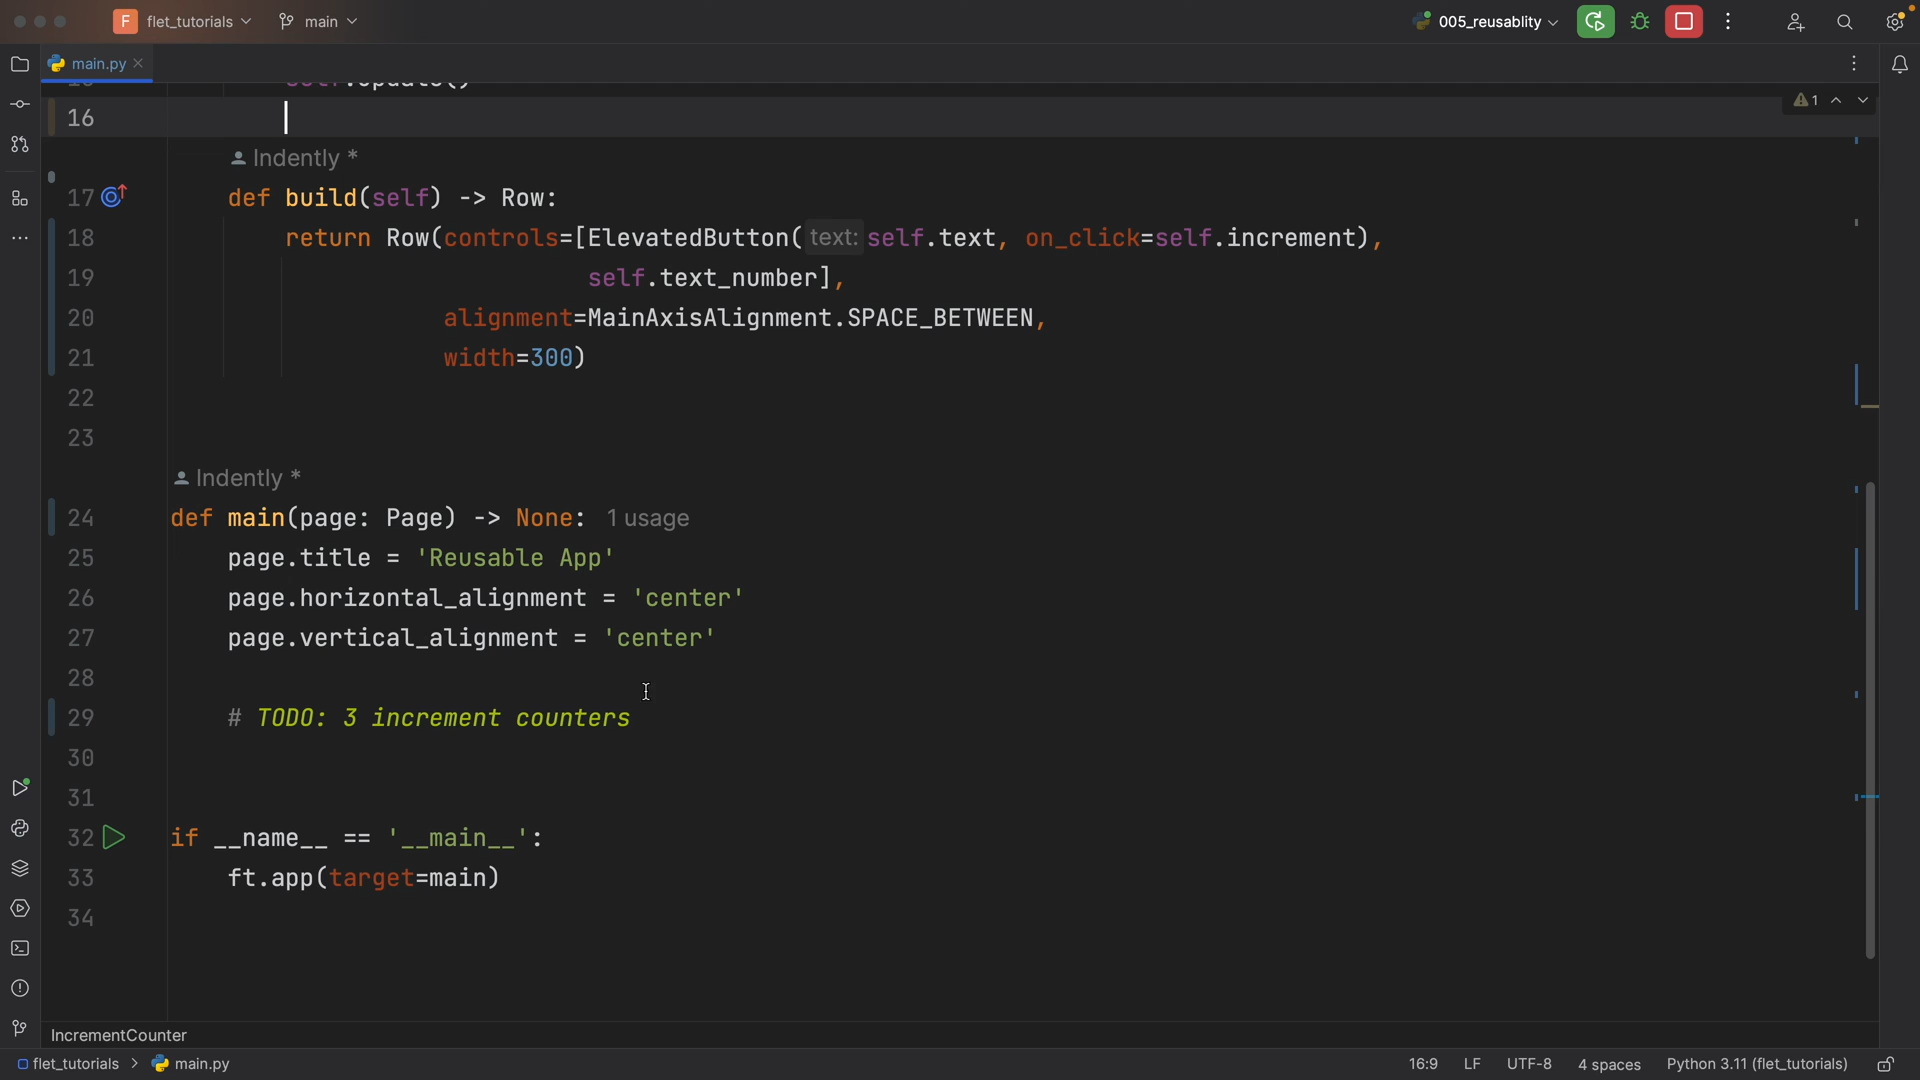 F flet_tutorials main 005_reusablity
main.py
self.update()
16
1
Indently *
17 def build(self) -> Row:
18 return Row(controls=[ElevatedButton( text: self.text, on_click=self.increment),
19 self.text_number],
20 alignment=MainAxisAlignment.SPACE_BETWEEN,
21 width=300)
22
23
Indently *
24 def main(page: Page) -> None: 1 usage
25 page.title = 'Reusable App'
26 page.horizontal_alignment = 'center'
27 page.vertical_alignment = 'center'
28
29 # TODO: 3 increment counters
30
31
32 if __name__ == '__main__':
33 ft.app(target=main)
34
IncrementCounter
flet_tutorials > main.py 16:9 LF UTF-8 4 spaces Python 3.11 (flet_tutorials)